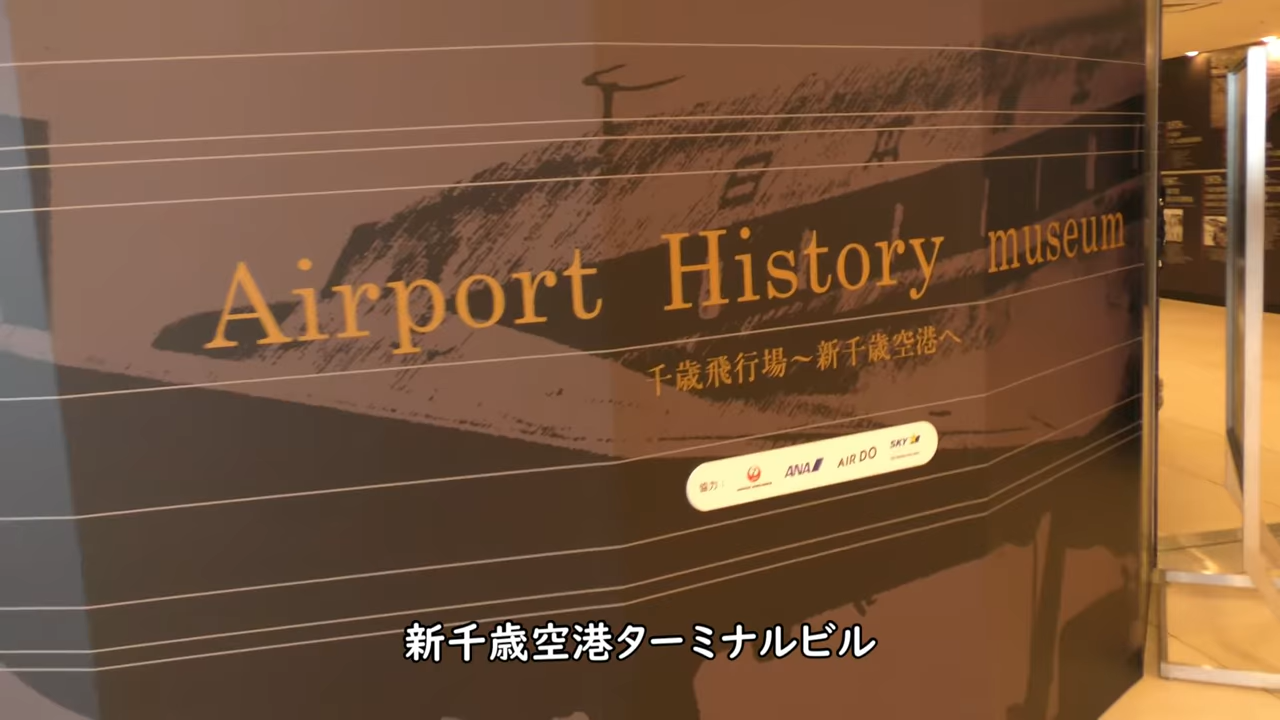 Airport History museum
千歳飛行場～新千歳空港へ
協力：
ANA
AIR DO
SKY
新千歳空港ターミナルビル